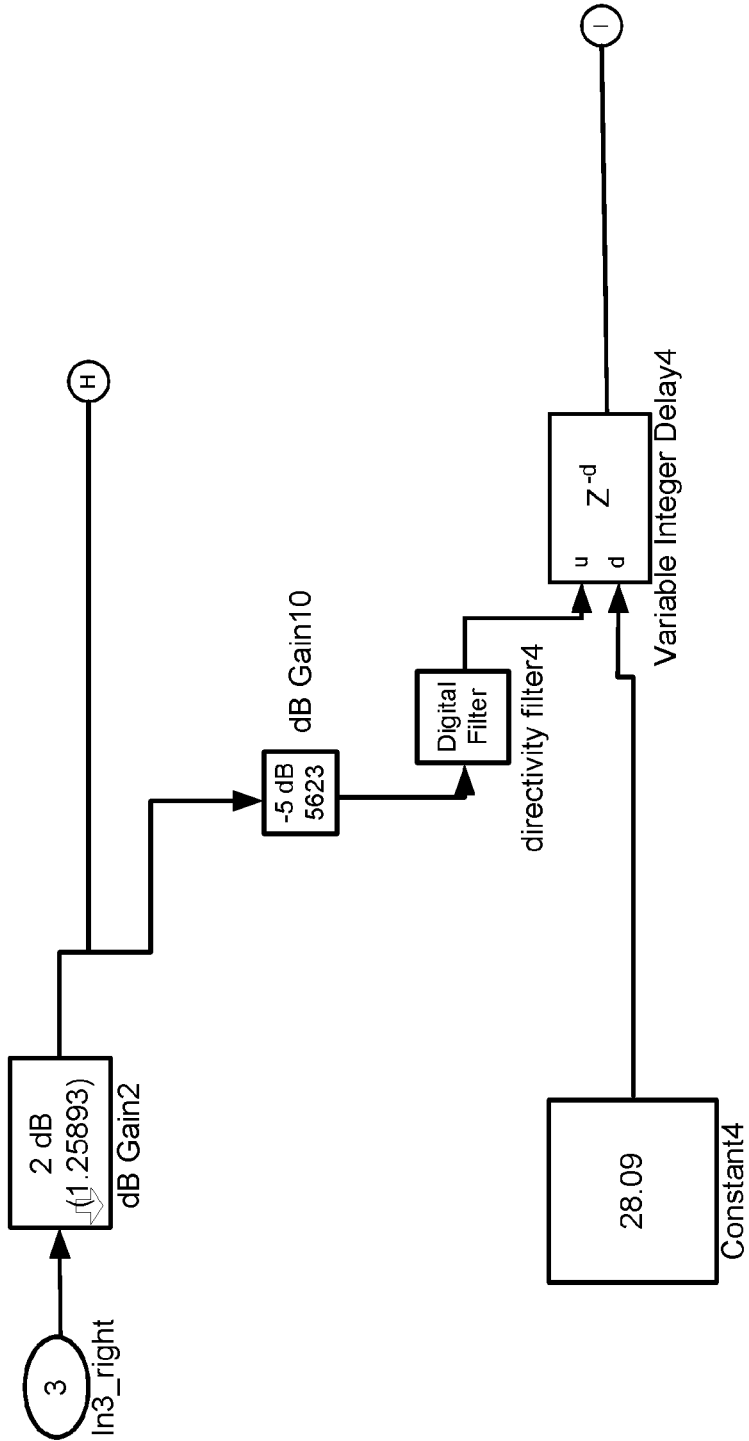 3
In3_right
2 dB
(1.25893)
dB Gain2
H
-5 dB
5623
dB Gain10
Digital
Filter
directivity filter4
28.09
Constant4
u
d
Z-d
Variable Integer Delay4
I